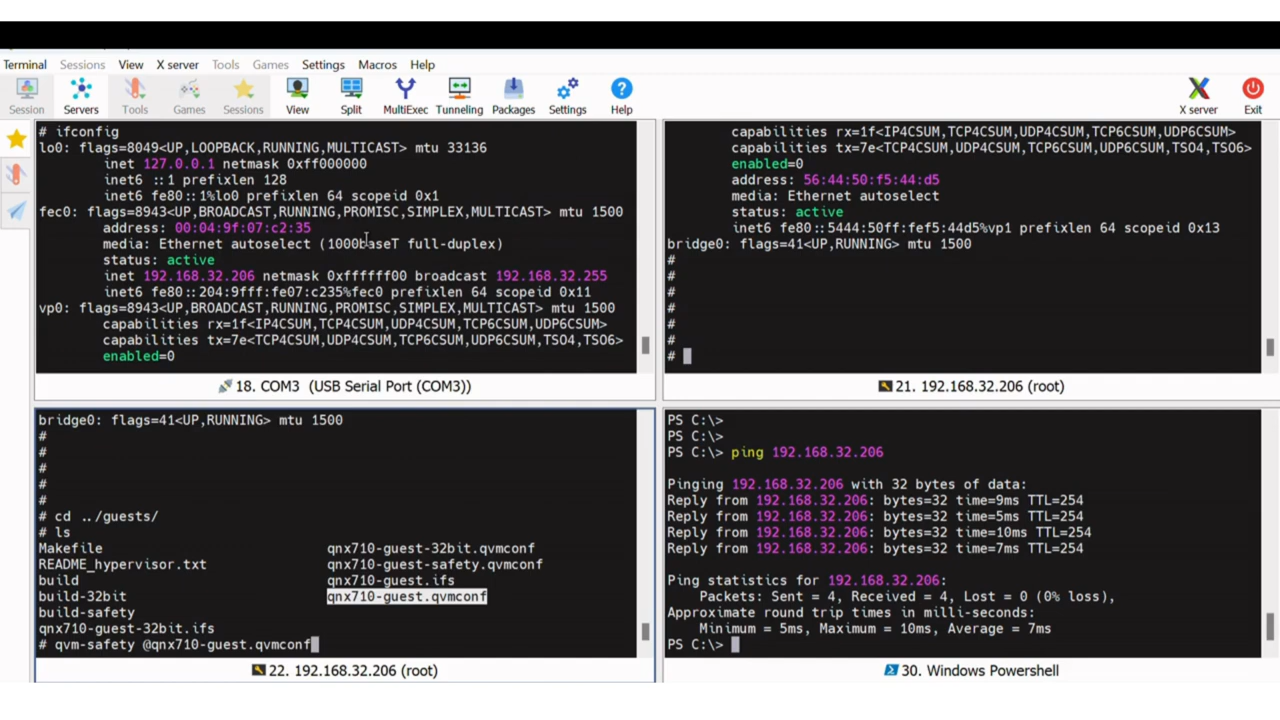 Terminal Sessions View X server Tools Games Settings Macros Help
Session Servers Tools Games Sessions View Split MultiExec Tunneling Packages Settings Help X server Exit
# ifconfig
lo0: flags=8049<UP,LOOPBACK,RUNNING,MULTICAST> mtu 33136
inet 127.0.0.1 netmask 0xff000000
inet6 ::1 prefixlen 128
inet6 fe80::1%lo0 prefixlen 64 scopeid 0x1
fec0: flags=8943<UP,BROADCAST,RUNNING,PROMISC,SIMPLEX,MULTICAST> mtu 1500
address: 00:04:9f:07:c2:35
media: Ethernet autoselect (1000baseT full-duplex)
status: active
inet 192.168.32.206 netmask 0xffffff00 broadcast 192.168.32.255
inet6 fe80::204:9fff:fe07:c235%fec0 prefixlen 64 scopeid 0x11
vp0: flags=8943<UP,BROADCAST,RUNNING,PROMISC,SIMPLEX,MULTICAST> mtu 1500
capabilities rx=1f<IP4CSUM,TCP4CSUM,UDP4CSUM,TCP6CSUM,UDP6CSUM>
capabilities tx=7e<TCP4CSUM,UDP4CSUM,TCP6CSUM,UDP6CSUM,TSO4,TSO6>
enabled=0
18. COM3 (USB Serial Port (COM3))
capabilities rx=1f<IP4CSUM,TCP4CSUM,UDP4CSUM,TCP6CSUM,UDP6CSUM>
capabilities tx=7e<TCP4CSUM,UDP4CSUM,TCP6CSUM,UDP6CSUM,TSO4,TSO6>
enabled=0
address: 56:44:50:f5:44:d5
media: Ethernet autoselect
status: active
inet6 fe80::5444:50ff:fef5:44d5%vp1 prefixlen 64 scopeid 0x13
bridge0: flags=41<UP,RUNNING> mtu 1500
#
#
#
#
#
#
#
21. 192.168.32.206 (root)
bridge0: flags=41<UP,RUNNING> mtu 1500
#
#
#
#
#
# cd ../guests/
# ls
Makefile qnx710-guest-32bit.qvmconf
README_hypervisor.txt qnx710-guest-safety.qvmconf
build qnx710-guest.ifs
build-32bit qnx710-guest.qvmconf
build-safety
qnx710-guest-32bit.ifs
# qvm-safety @qnx710-guest.qvmconf
22. 192.168.32.206 (root)
PS C:\>
PS C:\>
PS C:\> ping 192.168.32.206
Pinging 192.168.32.206 with 32 bytes of data:
Reply from 192.168.32.206: bytes=32 time=9ms TTL=254
Reply from 192.168.32.206: bytes=32 time=5ms TTL=254
Reply from 192.168.32.206: bytes=32 time=10ms TTL=254
Reply from 192.168.32.206: bytes=32 time=7ms TTL=254
Ping statistics for 192.168.32.206:
Packets: Sent = 4, Received = 4, Lost = 0 (0% loss),
Approximate round trip times in milli-seconds:
Minimum = 5ms, Maximum = 10ms, Average = 7ms
PS C:\>
30. Windows Powershell